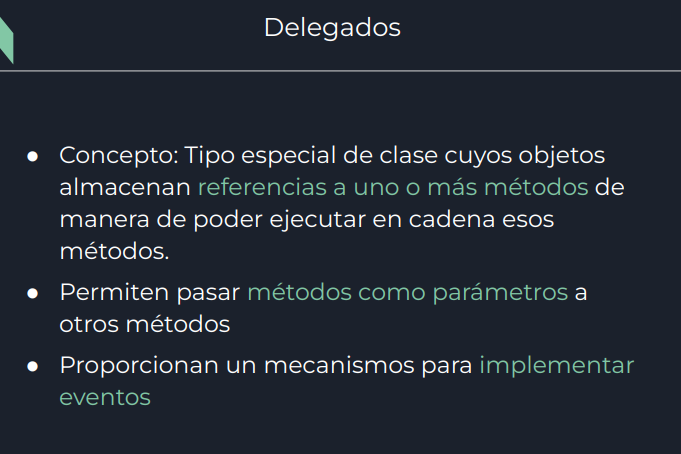 Delegados
● Concepto: Tipo especial de clase cuyos objetos
almacenan referencias a uno o más métodos de
manera de poder ejecutar en cadena esos
métodos.
● Permiten pasar métodos como parámetros a
otros métodos
● Proporcionan un mecanismos para implementar
eventos